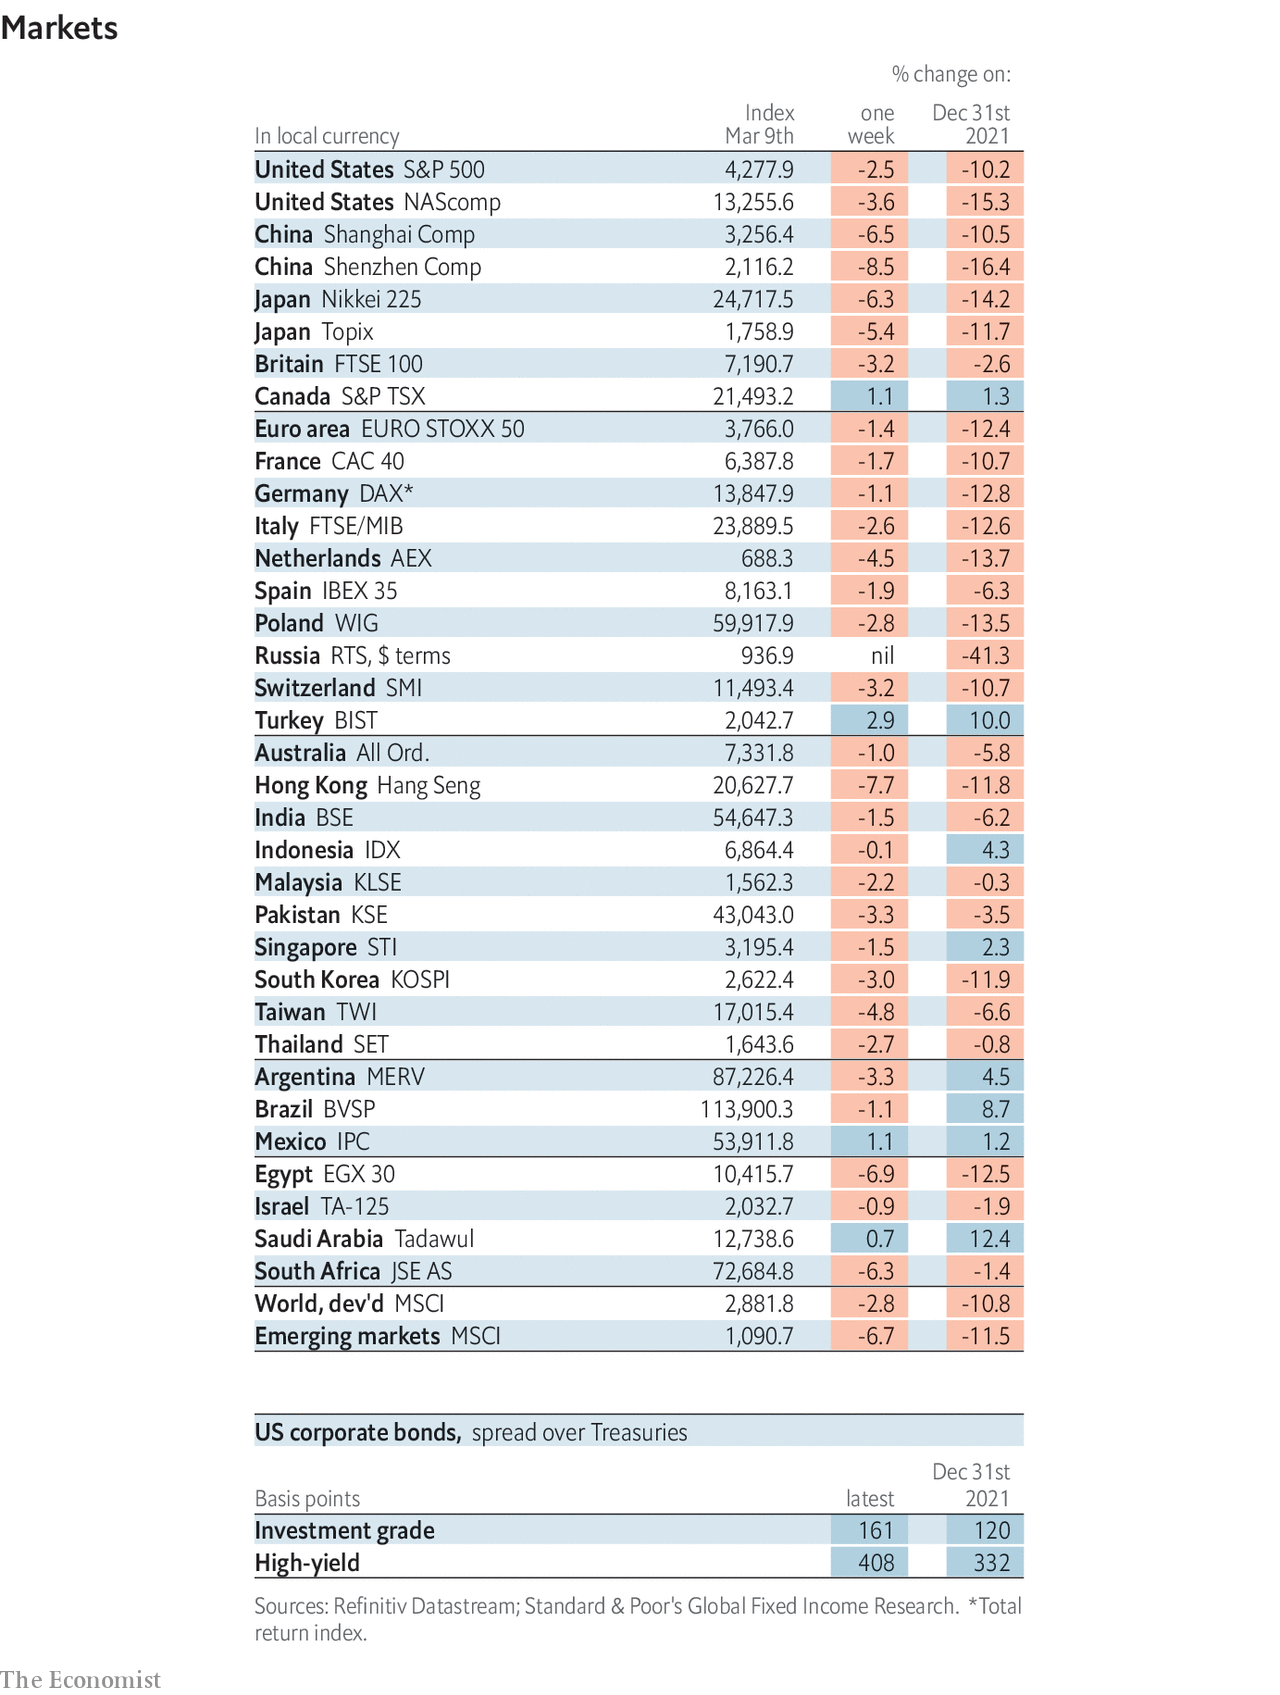 Markets
% change on:
Index one Dec 31st
In local currency Mar 9th week 2021
United States S&P 500 4,277.9 -2.5 -10.2
United States NAScomp 13,255.6 -3.6 -15.3
China Shanghai Comp 3,256.4 -6.5 -10.5
China Shenzhen Comp 2,116.2 -8.5 -16.4
Japan Nikkei 225 24,717.5 -6.3 -14.2
Japan Topix 1,758.9 -5.4 -11.7
Britain FTSE 100 7,190.7 -3.2 -2.6
Canada S&P TSX 21,493.2 1.1 1.3
Euro area EURO STOXX 50 3,766.0 -1.4 -12.4
France CAC 40 6,387.8 -1.7 -10.7
Germany DAX* 13,847.9 -1.1 -12.8
Italy FTSE/MIB 23,889.5 -2.6 -12.6
Netherlands AEX 688.3 -4.5 -13.7
Spain IBEX 35 8,163.1 -1.9 -6.3
Poland WIG 59,917.9 -2.8 -13.5
Russia RTS, $ terms 936.9 nil -41.3
Switzerland SMI 11,493.4 -3.2 -10.7
Turkey BIST 2,042.7 2.9 10.0
Australia All Ord. 7,331.8 -1.0 -5.8
Hong Kong Hang Seng 20,627.7 -7.7 -11.8
India BSE 54,647.3 -1.5 -6.2
Indonesia IDX 6,864.4 -0.1 4.3
Malaysia KLSE 1,562.3 -2.2 -0.3
Pakistan KSE 43,043.0 -3.3 -3.5
Singapore STI 3,195.4 -1.5 2.3
South Korea KOSPI 2,622.4 -3.0 -11.9
Taiwan TWI 17,015.4 -4.8 -6.6
Thailand SET 1,643.6 -2.7 -0.8
Argentina MERV 87,226.4 -3.3 4.5
Brazil BVSP 113,900.3 -1.1 8.7
Mexico IPC 53,911.8 1.1 1.2
Egypt EGX 30 10,415.7 -6.9 -12.5
Israel TA-125 2,032.7 -0.9 -1.9
Saudi Arabia Tadawul 12,738.6 0.7 12.4
South Africa JSE AS 72,684.8 -6.3 -1.4
World, dev'd MSCI 2,881.8 -2.8 -10.8
Emerging markets MSCI 1,090.7 -6.7 -11.5
US corporate bonds, spread over Treasuries
Dec 31st
Basis points latest 2021
Investment grade 161 120
High-yield 408 332
Sources: Refinitiv Datastream; Standard & Poor's Global Fixed Income Research. *Total
return index.
The Economist